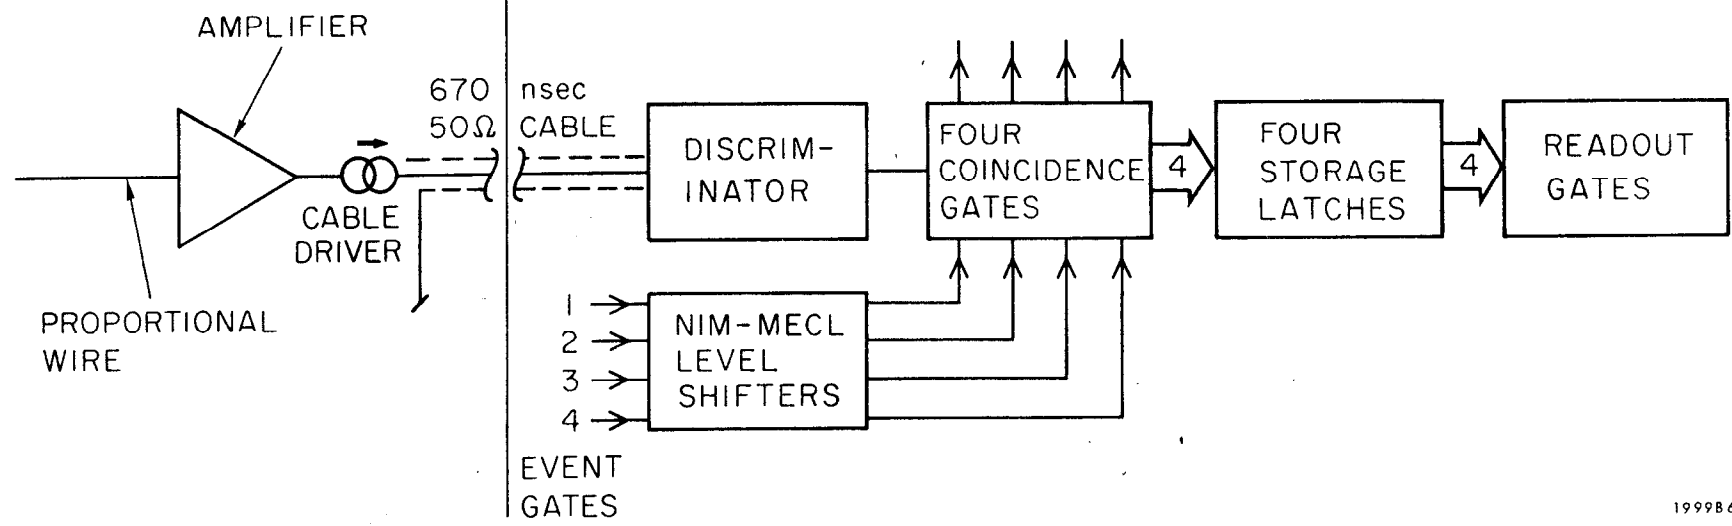 AMPLIFIER
670 nsec
50Ω CABLE
CABLE
DRIVER
PROPORTIONAL
WIRE
DISCRIM-
INATOR
FOUR
COINCIDENCE
GATES
4
FOUR
STORAGE
LATCHES
4
READOUT
GATES
1
2
3
4
NIM-MECL
LEVEL
SHIFTERS
EVENT
GATES